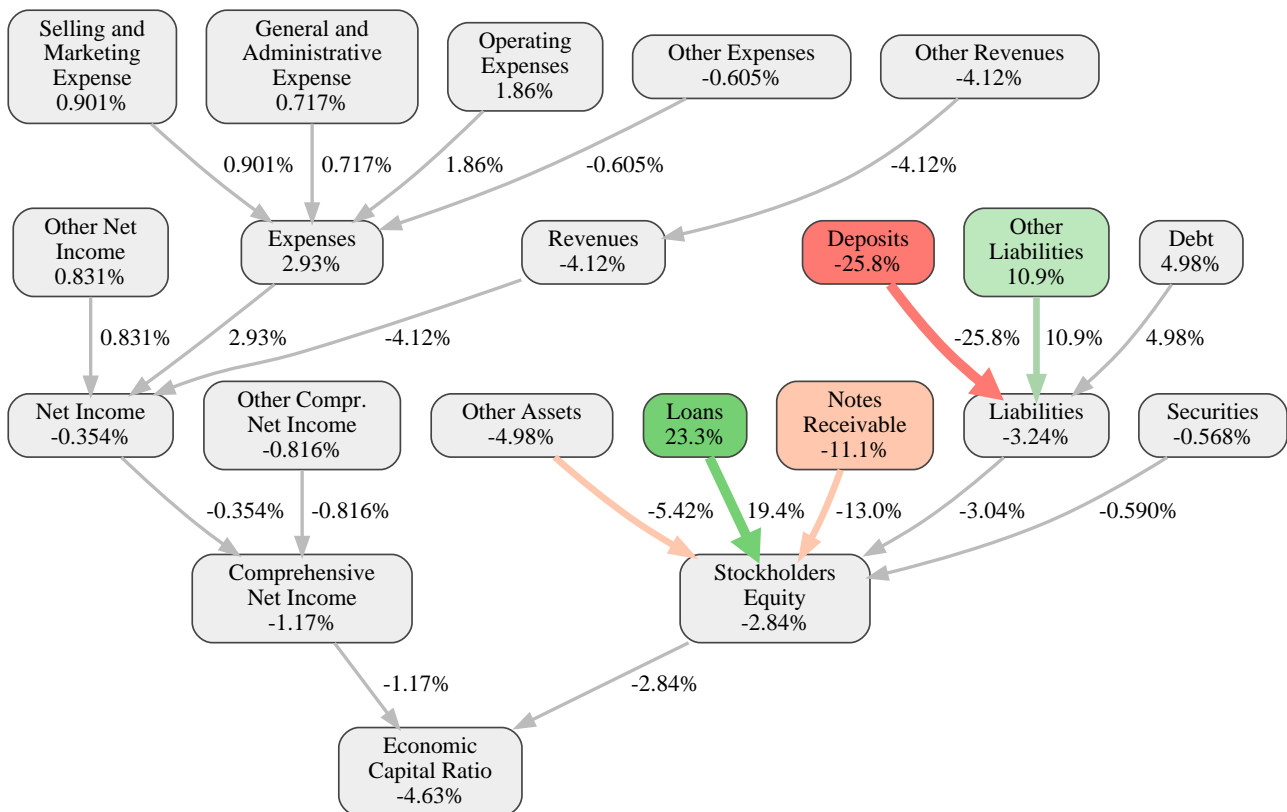 Selling and
Marketing
Expense
0.901%
General and
Administrative
Expense
0.717%
Operating
Expenses
1.86%
Other Expenses
-0.605%
Other Revenues
-4.12%
0.901%
0.717%
1.86%
-0.605%
-4.12%
Other Net
Income
0.831%
Expenses
2.93%
Revenues
-4.12%
Deposits
-25.8%
Other
Liabilities
10.9%
Debt
4.98%
0.831%
2.93%
-4.12%
-25.8%
10.9%
4.98%
Net Income
-0.354%
Other Compr.
Net Income
-0.816%
Other Assets
-4.98%
Loans
23.3%
Notes
Receivable
-11.1%
Liabilities
-3.24%
Securities
-0.568%
-0.354%
-0.816%
-5.42%
19.4%
-13.0%
-3.04%
-0.590%
Comprehensive
Net Income
-1.17%
Stockholders
Equity
-2.84%
-1.17%
-2.84%
Economic
Capital Ratio
-4.63%